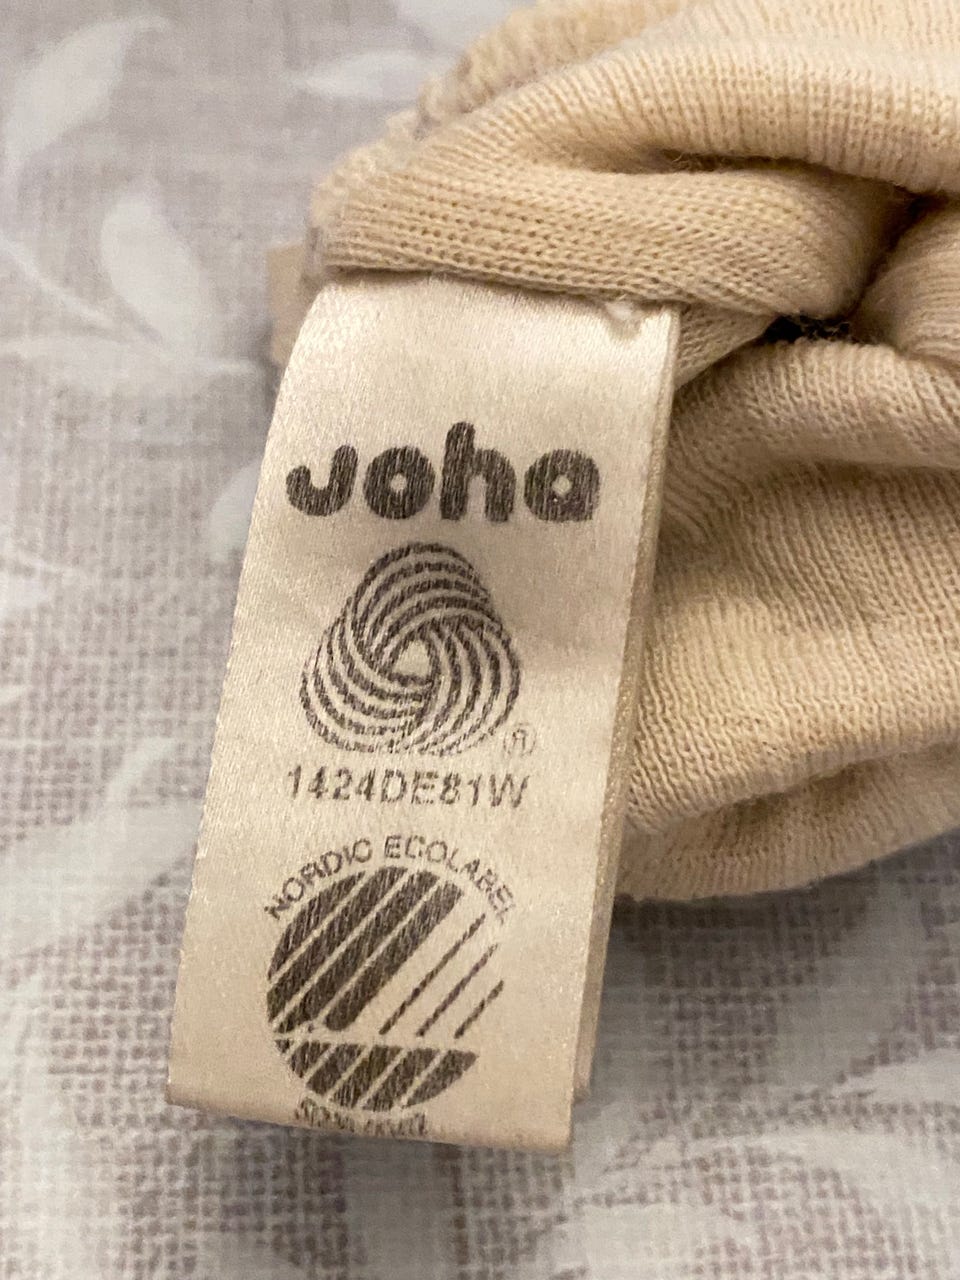 Joha
®
1424DE81W
NORDIC ECOLABEL